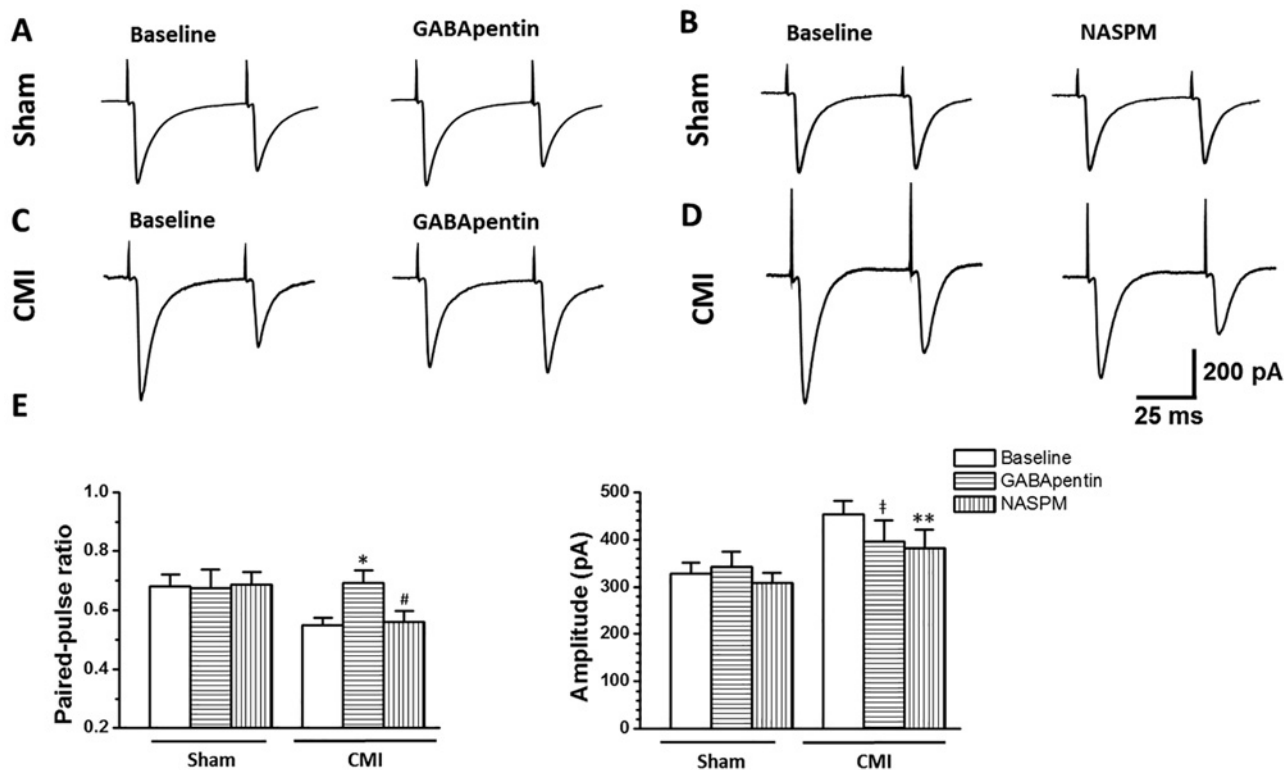 A
Baseline
GABApentin
Sham
B
Baseline
NASPM
Sham
C
Baseline
GABApentin
CMI
D
CMI
200 pA
25 ms
E
Paired-pulse ratio
1.0
0.8
0.6
0.4
0.2
*
#
Sham
CMI
Amplitude (pA)
500
400
300
200
100
0
‡
**
Sham
CMI
Baseline
GABApentin
NASPM